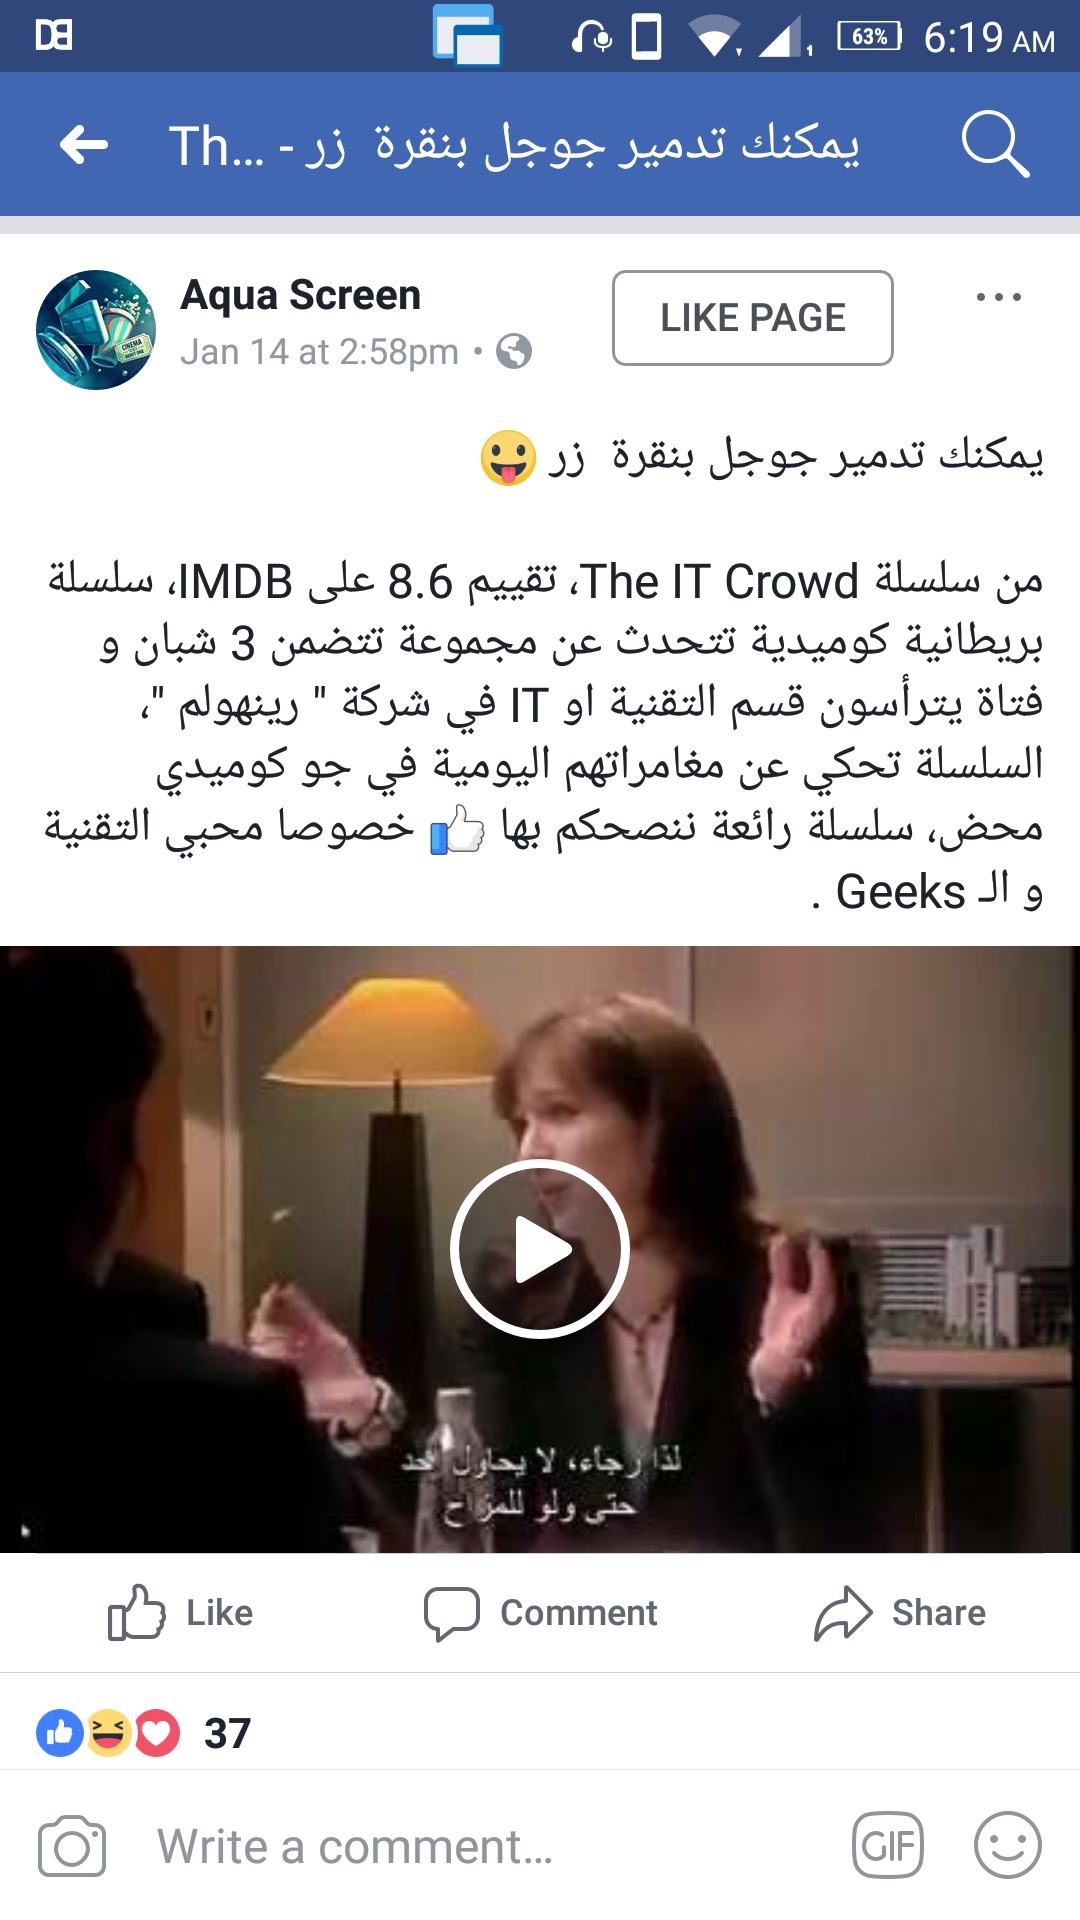 63%
6:19 AM
يمكنك تدمير جوجل بنقرة زر - Th...
Aqua Screen
LIKE PAGE
Jan 14 at 2:58pm
يمكنك تدمير جوجل بنقرة زر 😛
من سلسلة The IT Crowd، تقييم 8.6 على IMDB، سلسلة
بريطانية كوميدية تتحدث عن مجموعة تتضمن 3 شبان و
فتاة يترأسون قسم التقنية او IT في شركة " رينهولم "،
السلسلة تحكي عن مغامراتهم اليومية في جو كوميدي
محض، سلسلة رائعة ننصحكم بها 👍 خصوصا محبي التقنية
و الـ Geeks .
لذا رجاء، لا يحاول أحد
حتى ولو للمزاح
Like
Comment
Share
37
Write a comment...
GIF